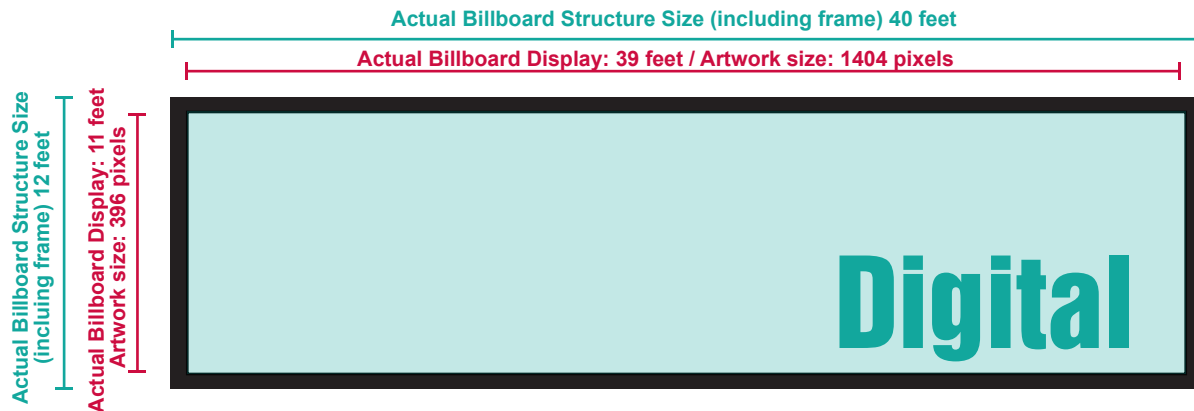 Actual Billboard Structure Size (including frame) 40 feet
Actual Billboard Display: 39 feet / Artwork size: 1404 pixels
Actual Billboard Structure Size
(incluing frame) 12 feet
Actual Billboard Display: 11 feet
Artwork size: 396 pixels
Digital